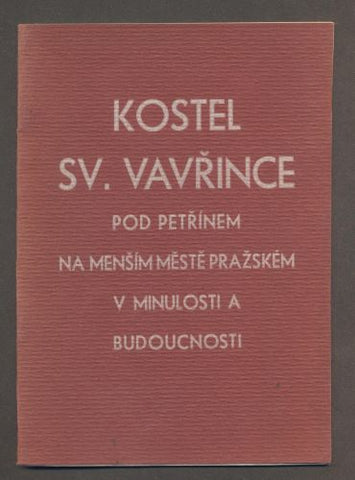 KOSTEL
SV. VAVŘINCE
POD PETŘÍNEM
NA MENŠÍM MĚSTĚ PRAŽSKÉM
V MINULOSTI A
BUDOUCNOSTI